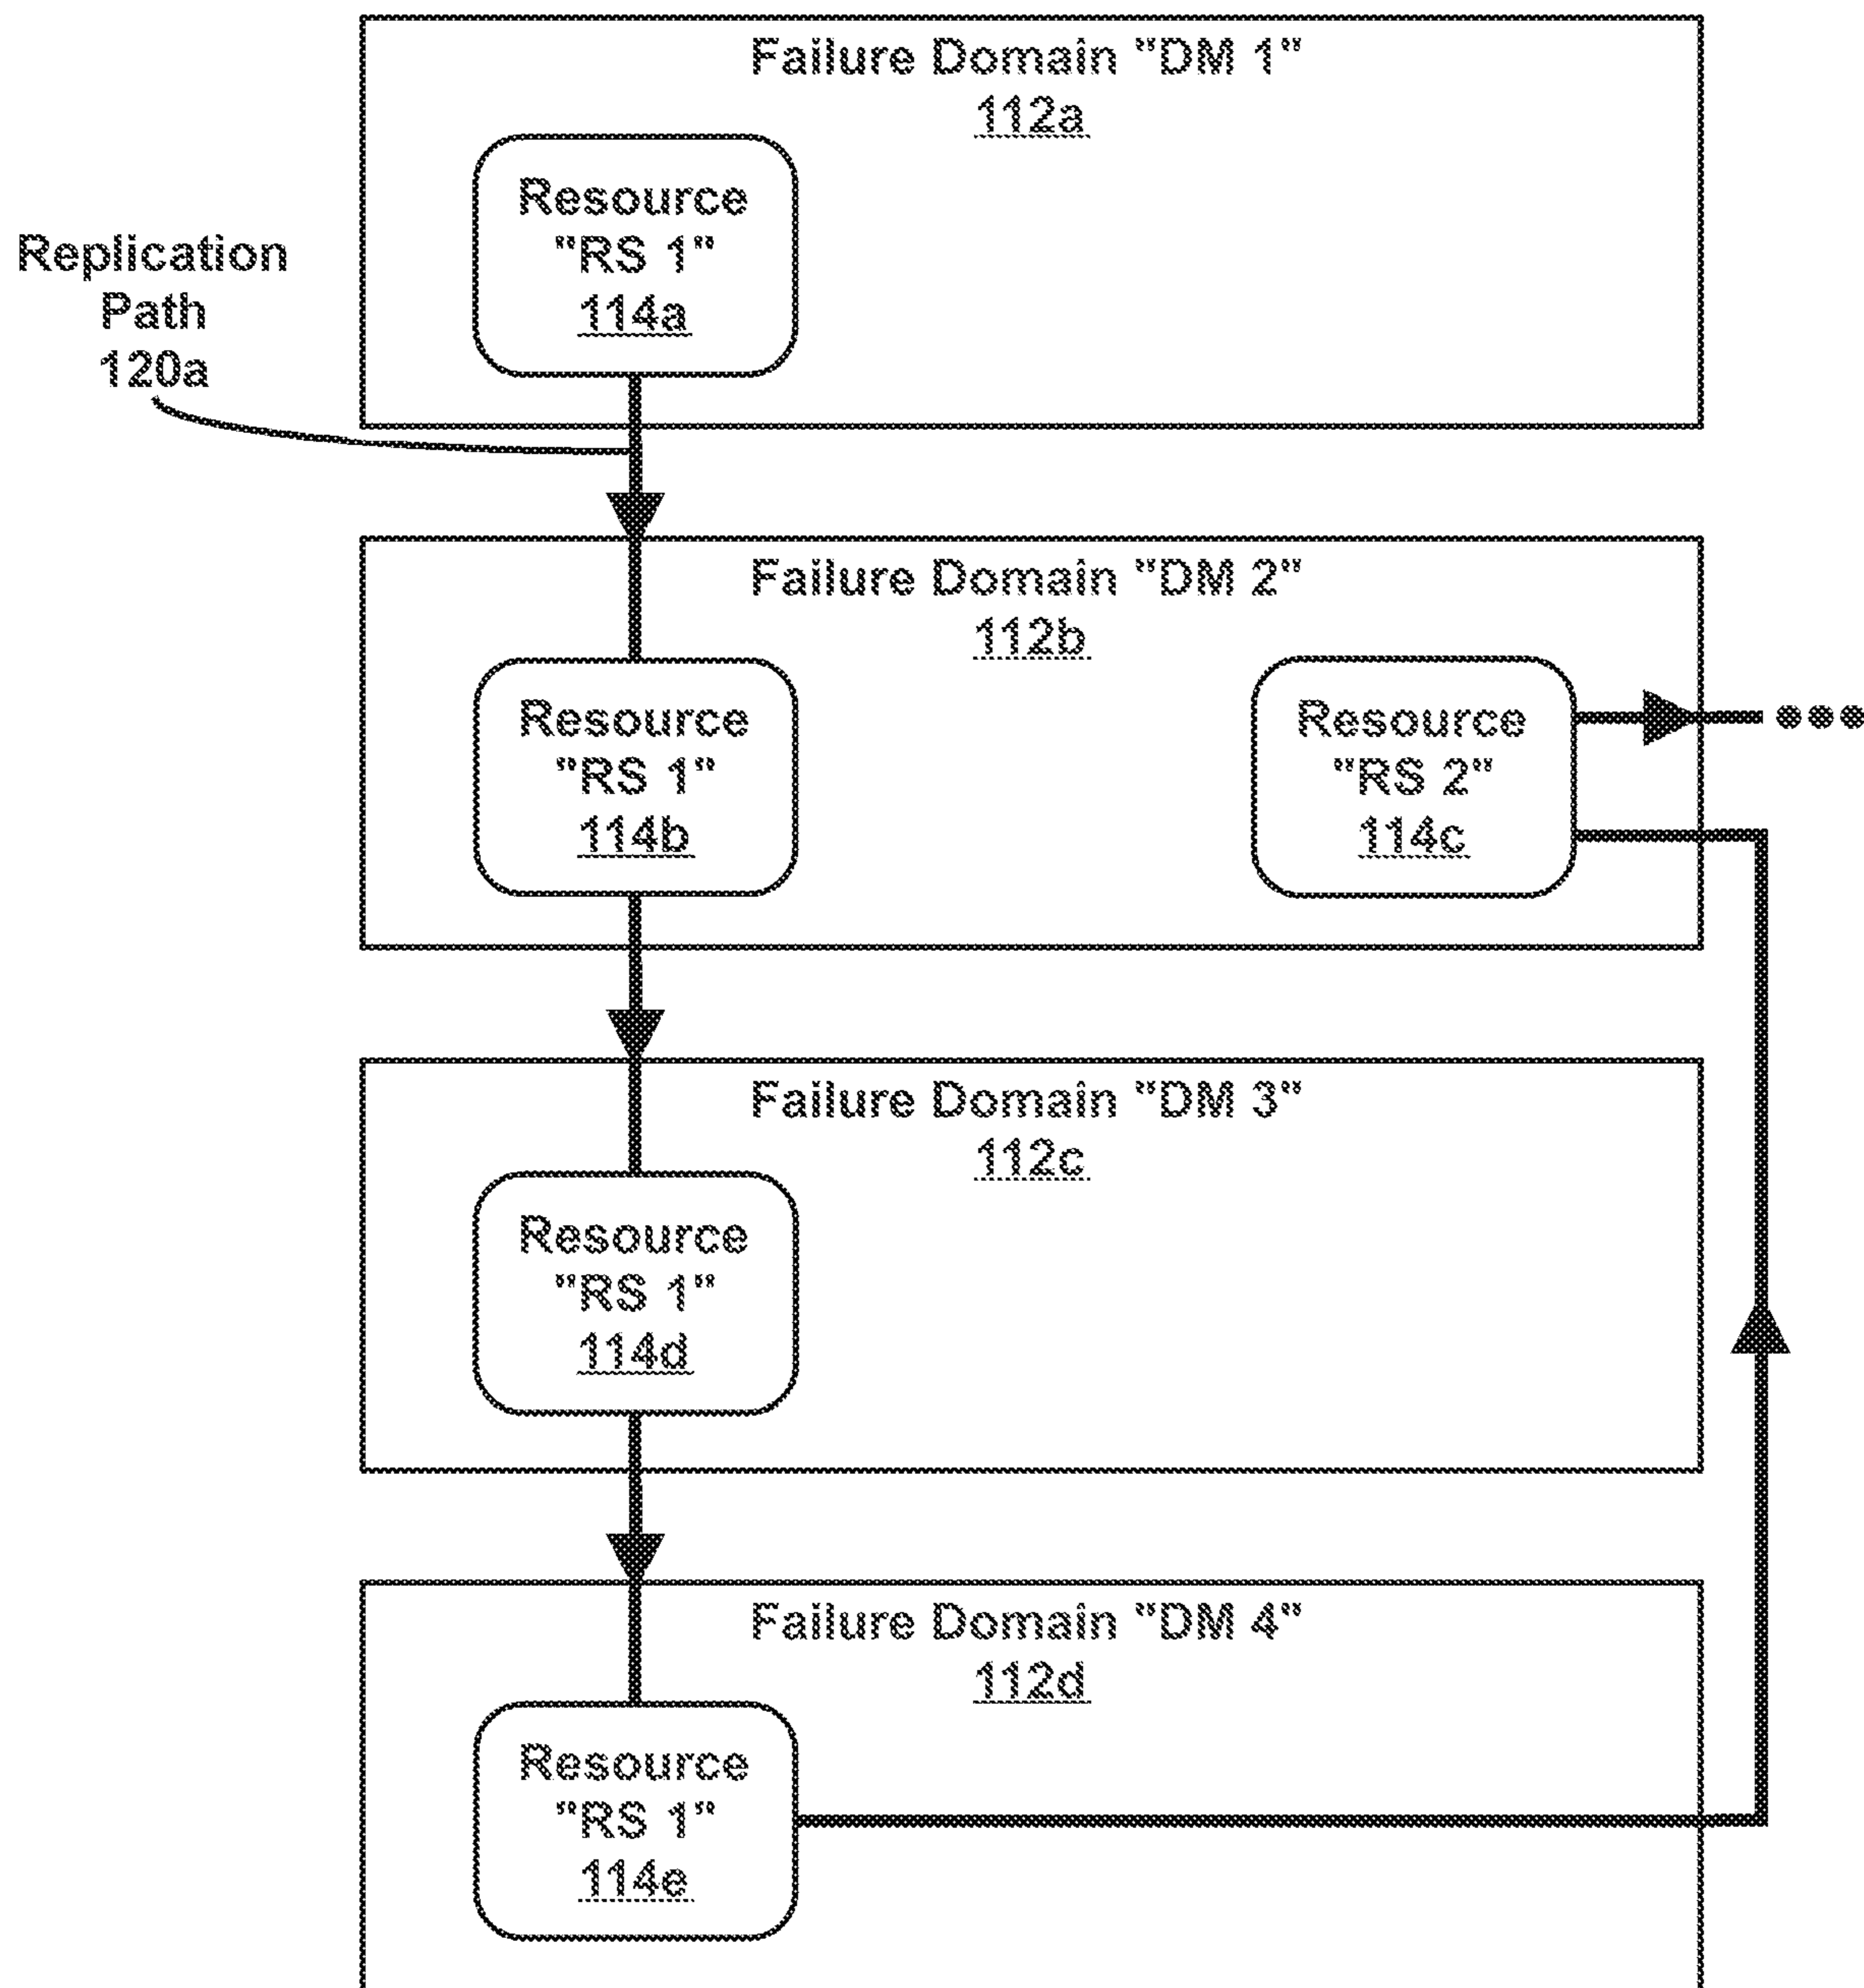 Failure Domain "DM 1"
112a
Resource
"RS 1"
114a
Replication
Path
120a
Failure Domain "DM 2"
112b
Resource
"RS 1"
114b
Resource
"RS 2"
114c
Failure Domain "DM 3"
112c
Resource
"RS 1"
114d
Failure Domain "DM 4"
112d
Resource
"RS 1"
114e